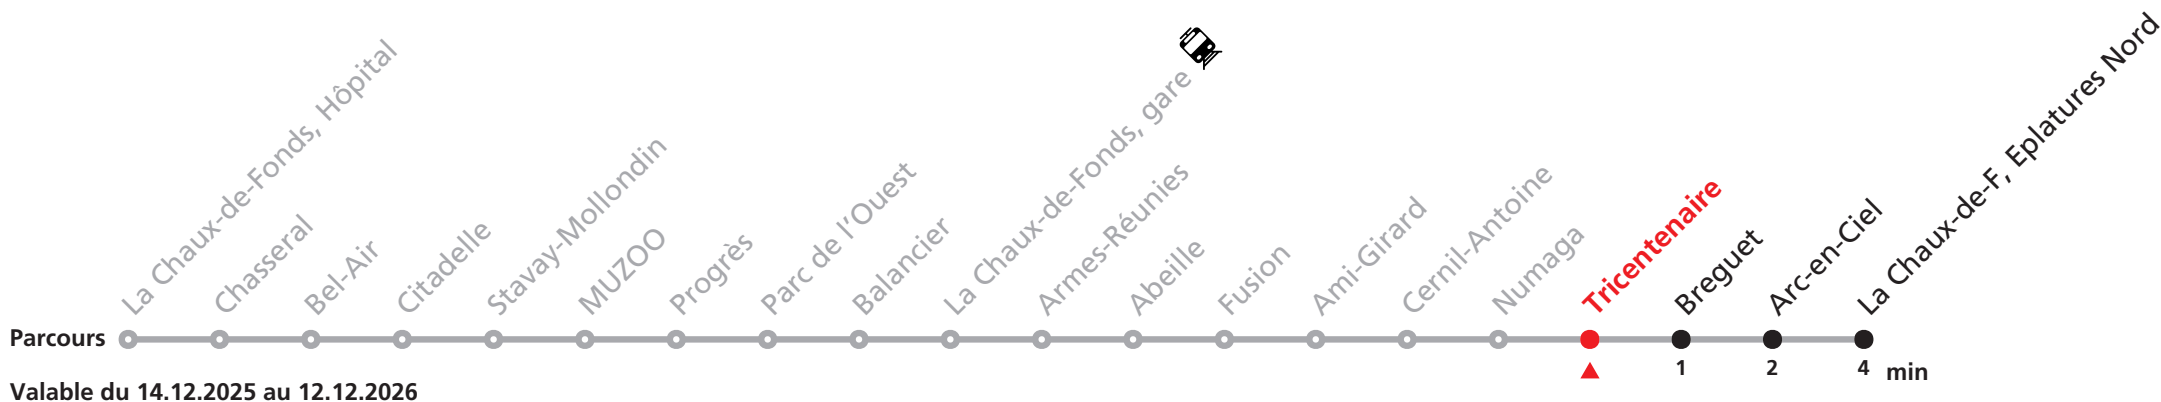 La Chaux-de-Fonds, Hôpital
Chasseral
Bel-Air
Citadelle
Stavay-Mollondin
MUZOO
Progrès
Parc de l'Ouest
Balancier
La Chaux-de-Fonds, gare
Armes-Réunies
Abeille
Fusion
Ami-Girard
Cernil-Antoine
Numaga
Tricentenaire
Breguet
Arc-en-Ciel
La Chaux-de-F, Eplatures Nord
Parcours
1 2 4 min
Valable du 14.12.2025 au 12.12.2026